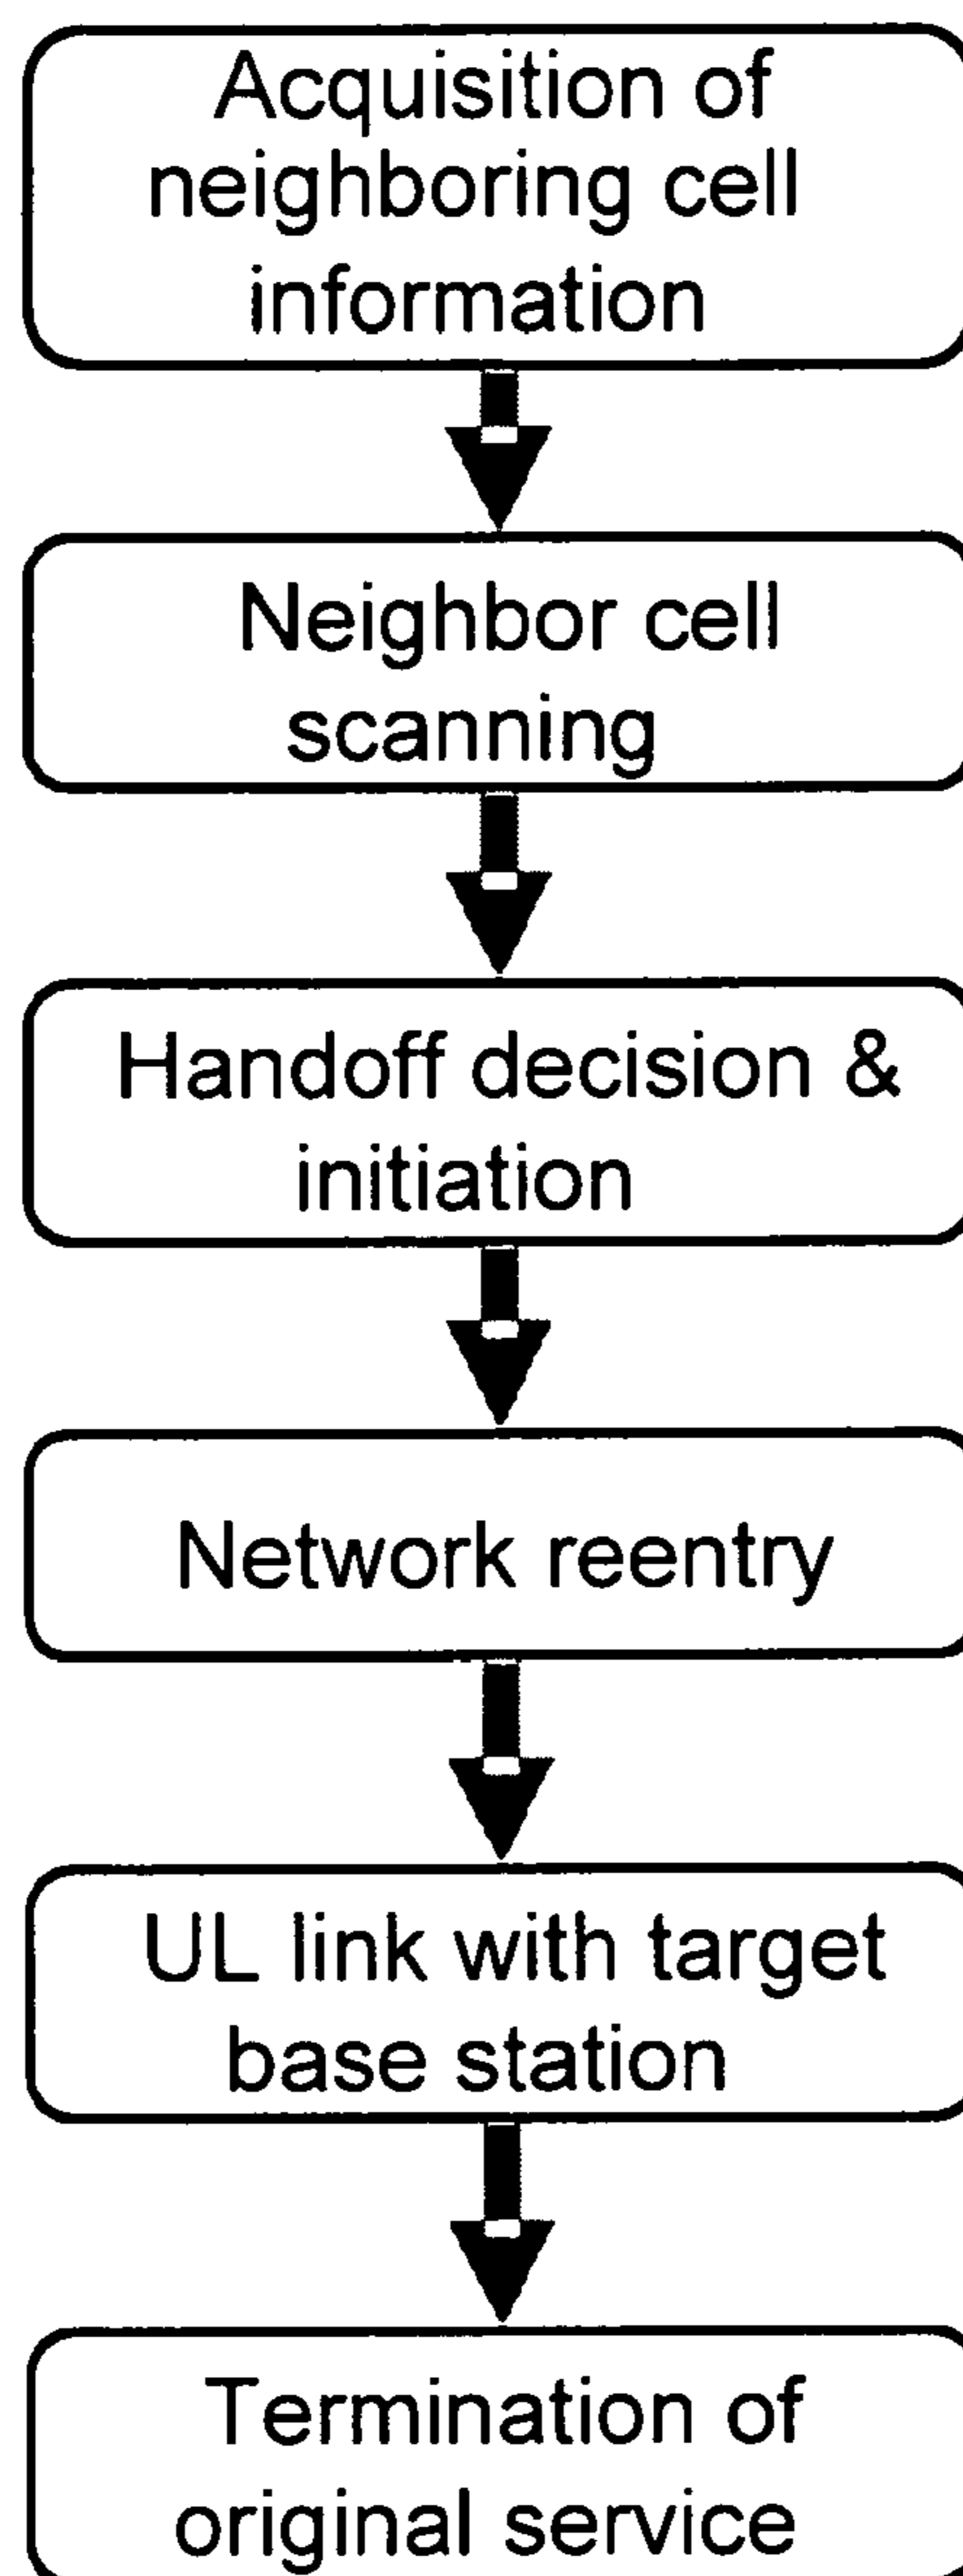 Acquisition of
neighboring cell
information
Neighbor cell
scanning
Handoff decision &
initiation
Network reentry
UL link with target
base station
Termination of
original service